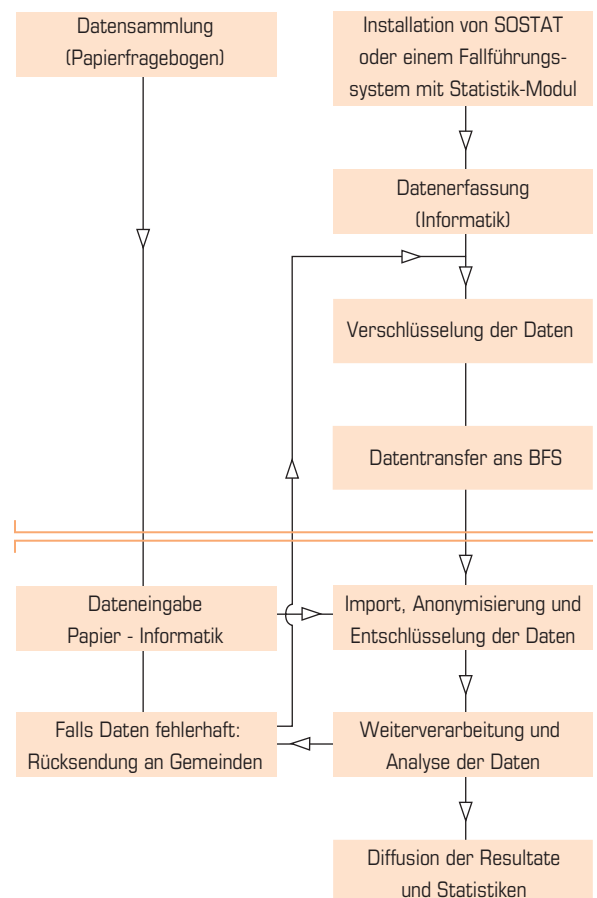 Datensammlung
(Papierfragebogen)
Installation von SOSTAT
oder einem Fallführungs-
system mit Statistik-Modul
Datenerfassung
(Informatik)
Verschlüsselung der Daten
Datentransfer ans BFS
Dateneingabe
Papier - Informatik
Import, Anonymisierung und
Entschlüsselung der Daten
Falls Daten fehlerhaft:
Rücksendung an Gemeinden
Weiterverarbeitung und
Analyse der Daten
Diffusion der Resultate
und Statistiken